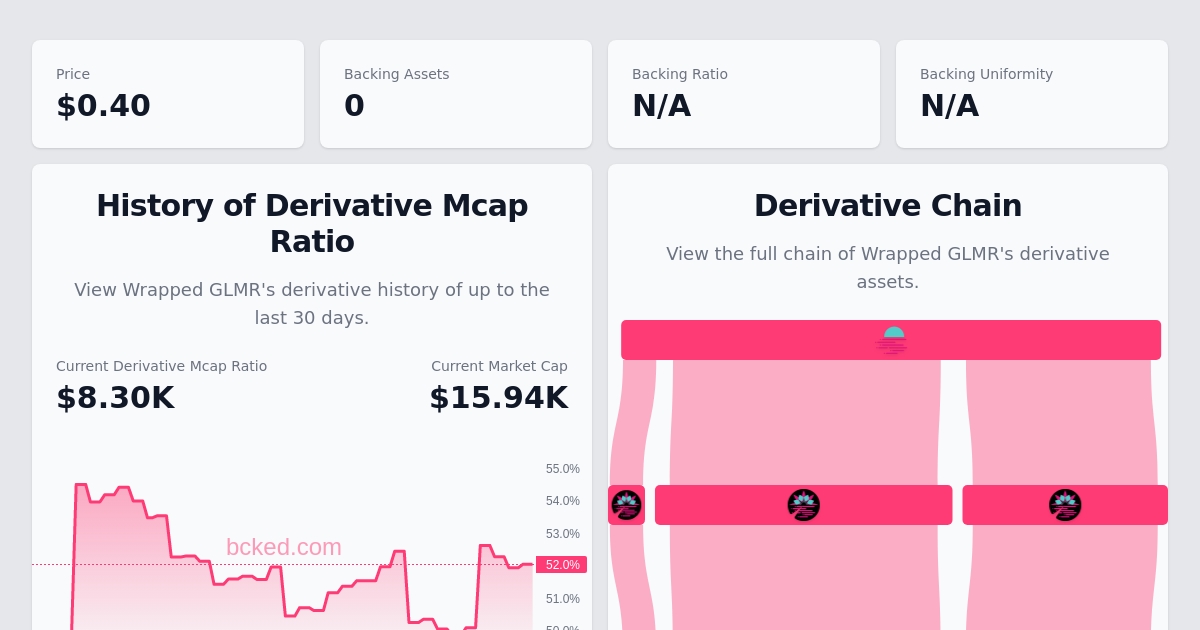 Price
$0.40
Backing Assets
0
Backing Ratio
N/A
Backing Uniformity
N/A
History of Derivative Mcap
Ratio
View Wrapped GLMR's derivative history of up to the
last 30 days.
Current Derivative Mcap Ratio
$8.30K
Current Market Cap
$15.94K
55.0%
54.0%
53.0%
52.0%
51.0%
50.0%
bcked.com
Derivative Chain
View the full chain of Wrapped GLMR's derivative
assets.